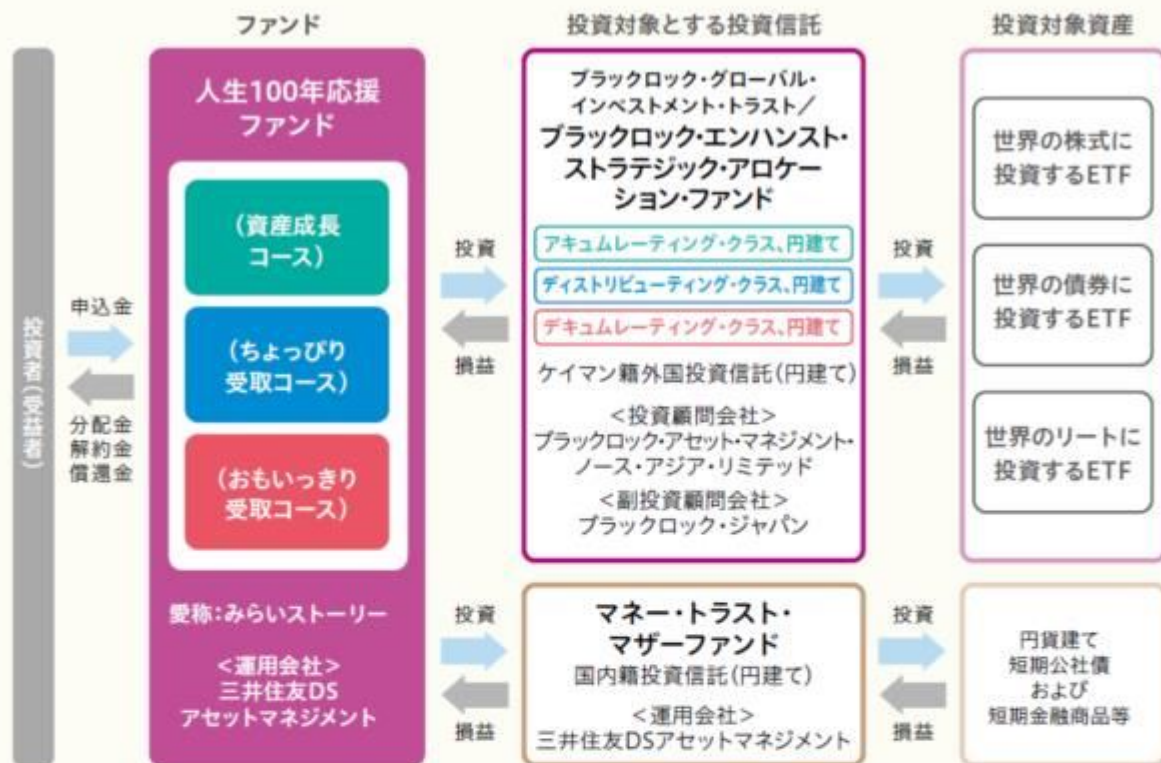 ファンド
投資対象とする投資信託
投資対象資産
投資者(受益者)
申込金
分配金
解約金
償還金
人生100年応援
ファンド
(資産成長
コース)
(ちょっぴり
受取コース)
(おもいっきり
受取コース)
愛称:みらいストーリー
<運用会社>
三井住友DS
アセットマネジメント
投資
損益
ブラックロック・グローバル・
インベストメント・トラスト/
ブラックロック・エンハンスト・
ストラテジック・アロケー
ション・ファンド
アキュムレーティング・クラス、円建て
ディストリビューティング・クラス、円建て
デキュムレーティング・クラス、円建て
ケイマン籍外国投資信託(円建て)
<投資顧問会社>
ブラックロック・アセット・マネジメント・
ノース・アジア・リミテッド
<副投資顧問会社>
ブラックロック・ジャパン
投資
損益
世界の株式に
投資するETF
世界の債券に
投資するETF
世界のリートに
投資するETF
投資
損益
マネー・トラスト・
マザーファンド
国内籍投資信託(円建て)
<運用会社>
三井住友DSアセットマネジメント
投資
損益
円貨建て
短期公社債
および
短期金融商品等